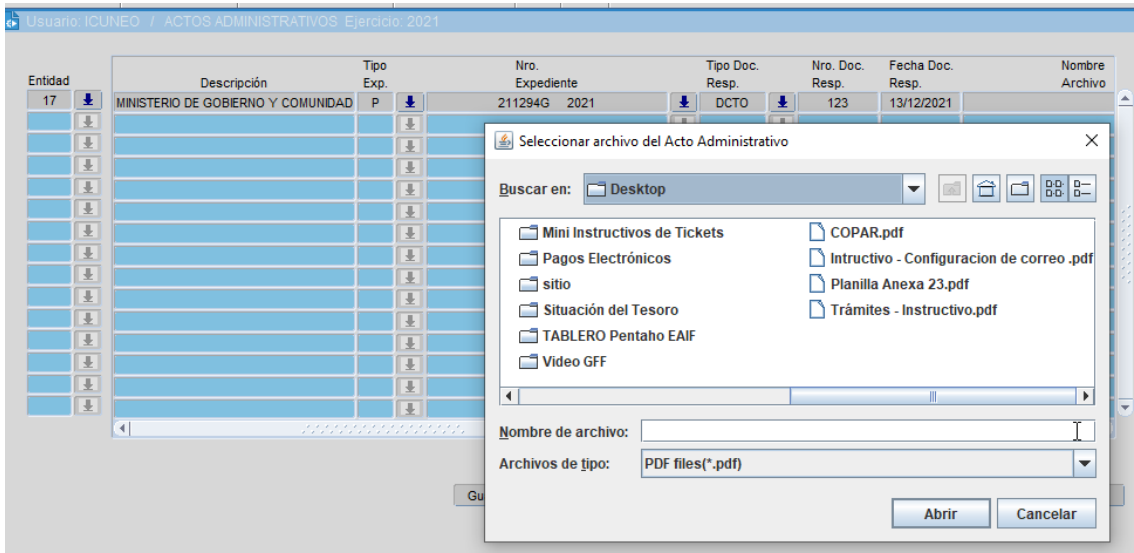 Usuario: ICUNEO / ACTOS ADMINISTRATIVOS Ejercicio: 2021
Entidad Descripción Tipo Exp. Nro. Expediente Tipo Doc. Resp. Nro. Doc. Resp. Fecha Doc. Resp. Nombre Archivo
17 MINISTERIO DE GOBIERNO Y COMUNIDAD P 211294G 2021 DCTO 123 13/12/2021
Seleccionar archivo del Acto Administrativo
Buscar en: Desktop
Mini Instructivos de Tickets
Pagos Electrónicos
sitio
Situación del Tesoro
TABLERO Pentaho EAIF
Video GFF
COPAR.pdf
Intructivo - Configuracion de correo .pdf
Planilla Anexa 23.pdf
Trámites - Instructivo.pdf
Nombre de archivo:
Archivos de tipo: PDF files(*.pdf)
Gu
Abrir Cancelar